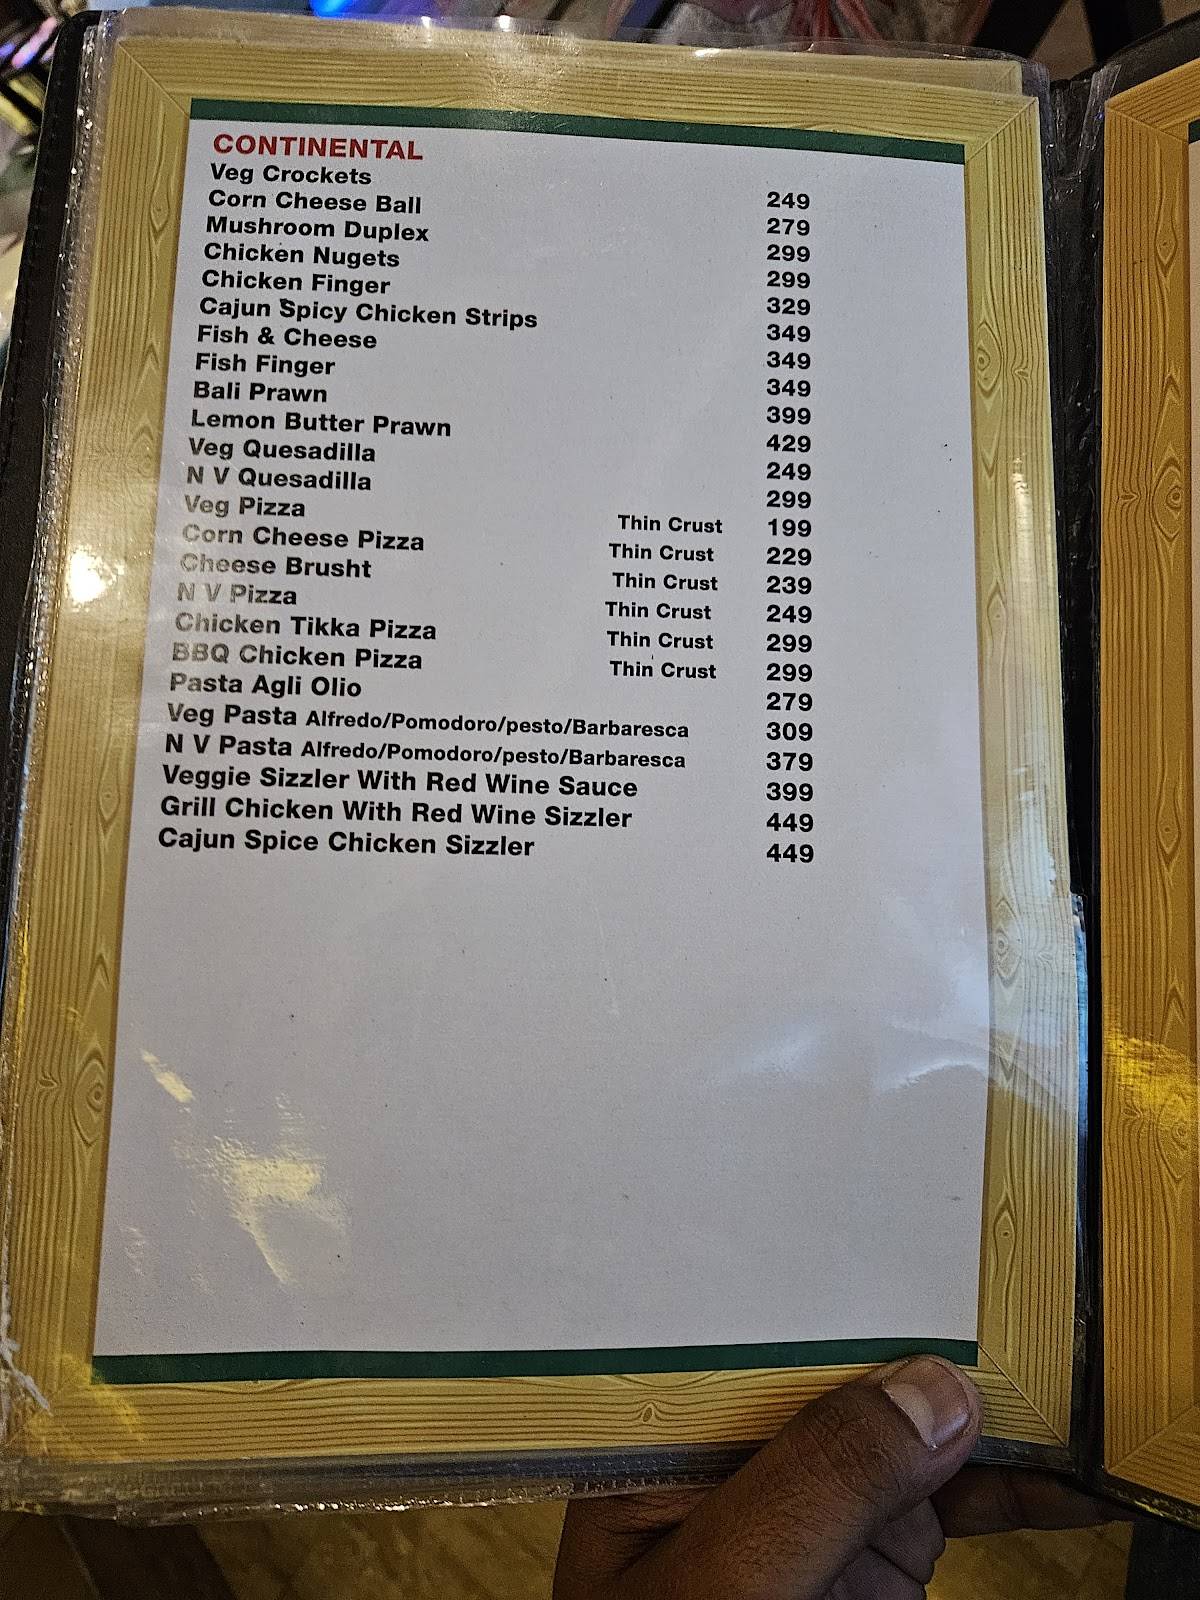 CONTINENTAL
Veg Crockets 249
Corn Cheese Ball 279
Mushroom Duplex 299
Chicken Nugets 299
Chicken Finger 329
Cajun Spicy Chicken Strips 349
Fish & Cheese 349
Fish Finger 349
Bali Prawn 399
Lemon Butter Prawn 429
Veg Quesadilla 249
N V Quesadilla 299
Veg Pizza Thin Crust 199
Corn Cheese Pizza Thin Crust 229
Cheese Brusht Thin Crust 239
N V Pizza Thin Crust 249
Chicken Tikka Pizza Thin Crust 299
BBQ Chicken Pizza Thin Crust 299
Pasta Agli Olio 279
Veg Pasta Alfredo/Pomodoro/pesto/Barbaresca 309
N V Pasta Alfredo/Pomodoro/pesto/Barbaresca 379
Veggie Sizzler With Red Wine Sauce 399
Grill Chicken With Red Wine Sizzler 449
Cajun Spice Chicken Sizzler 449